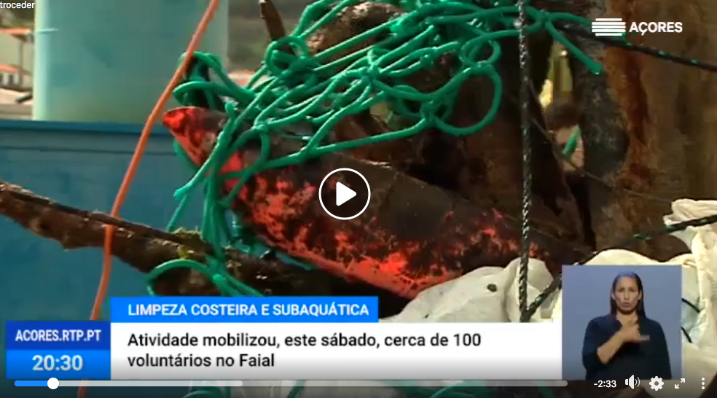 troceder
AÇORES
LIMPEZA COSTEIRA E SUBAQUÁTICA
ACORES.RTP.PT
20:30
Atividade mobilizou, este sábado, cerca de 100
voluntários no Faial
-2:33